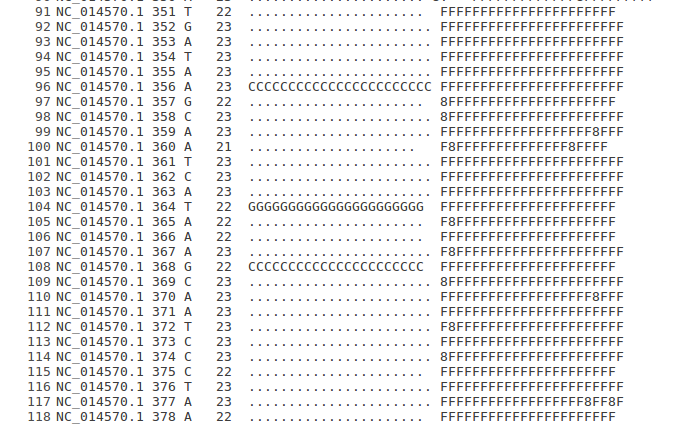 91 NC_014570.1 351 T 22 ...................... FFFFFFFFFFFFFFFFFFFFFF
92 NC_014570.1 352 G 23 ....................... FFFFFFFFFFFFFFFFFFFFFFF
93 NC_014570.1 353 A 23 ....................... FFFFFFFFFFFFFFFFFFFFFFF
94 NC_014570.1 354 T 23 ....................... FFFFFFFFFFFFFFFFFFFFFFF
95 NC_014570.1 355 A 23 ....................... FFFFFFFFFFFFFFFFFFFFFFF
96 NC_014570.1 356 A 23 CCCCCCCCCCCCCCCCCCCCCCC FFFFFFFFFFFFFFFFFFFFFFF
97 NC_014570.1 357 G 22 ...................... 8FFFFFFFFFFFFFFFFFFFFF
98 NC_014570.1 358 C 23 ....................... 8FFFFFFFFFFFFFFFFFFFFFF
99 NC_014570.1 359 A 23 ....................... FFFFFFFFFFFFFFFFFFF8FFF
100 NC_014570.1 360 A 21 ..................... F8FFFFFFFFFFFFFF8FFFF
101 NC_014570.1 361 T 23 ....................... FFFFFFFFFFFFFFFFFFFFFFF
102 NC_014570.1 362 C 23 ....................... FFFFFFFFFFFFFFFFFFFFFFF
103 NC_014570.1 363 A 23 ....................... FFFFFFFFFFFFFFFFFFFFFFF
104 NC_014570.1 364 T 22 GGGGGGGGGGGGGGGGGGGGGG FFFFFFFFFFFFFFFFFFFFFF
105 NC_014570.1 365 A 22 ...................... F8FFFFFFFFFFFFFFFFFFFF
106 NC_014570.1 366 A 22 ...................... FFFFFFFFFFFFFFFFFFFFFF
107 NC_014570.1 367 A 23 ....................... F8FFFFFFFFFFFFFFFFFFFFF
108 NC_014570.1 368 G 22 CCCCCCCCCCCCCCCCCCCCCC FFFFFFFFFFFFFFFFFFFFFF
109 NC_014570.1 369 C 23 ....................... 8FFFFFFFFFFFFFFFFFFFFFF
110 NC_014570.1 370 A 23 ....................... FFFFFFFFFFFFFFFFFFF8FFF
111 NC_014570.1 371 A 23 ....................... FFFFFFFFFFFFFFFFFFFFFFF
112 NC_014570.1 372 T 23 ....................... F8FFFFFFFFFFFFFFFFFFFFF
113 NC_014570.1 373 C 23 ....................... FFFFFFFFFFFFFFFFFFFFFFF
114 NC_014570.1 374 C 23 ....................... 8FFFFFFFFFFFFFFFFFFFFFF
115 NC_014570.1 375 C 22 ...................... FFFFFFFFFFFFFFFFFFFFFF
116 NC_014570.1 376 T 23 ....................... FFFFFFFFFFFFFFFFFFFFFFF
117 NC_014570.1 377 A 23 ....................... FFFFFFFFFFFFFFFFFF8FF8F
118 NC_014570.1 378 A 22 ...................... FFFFFFFFFFFFFFFFFFFFFF